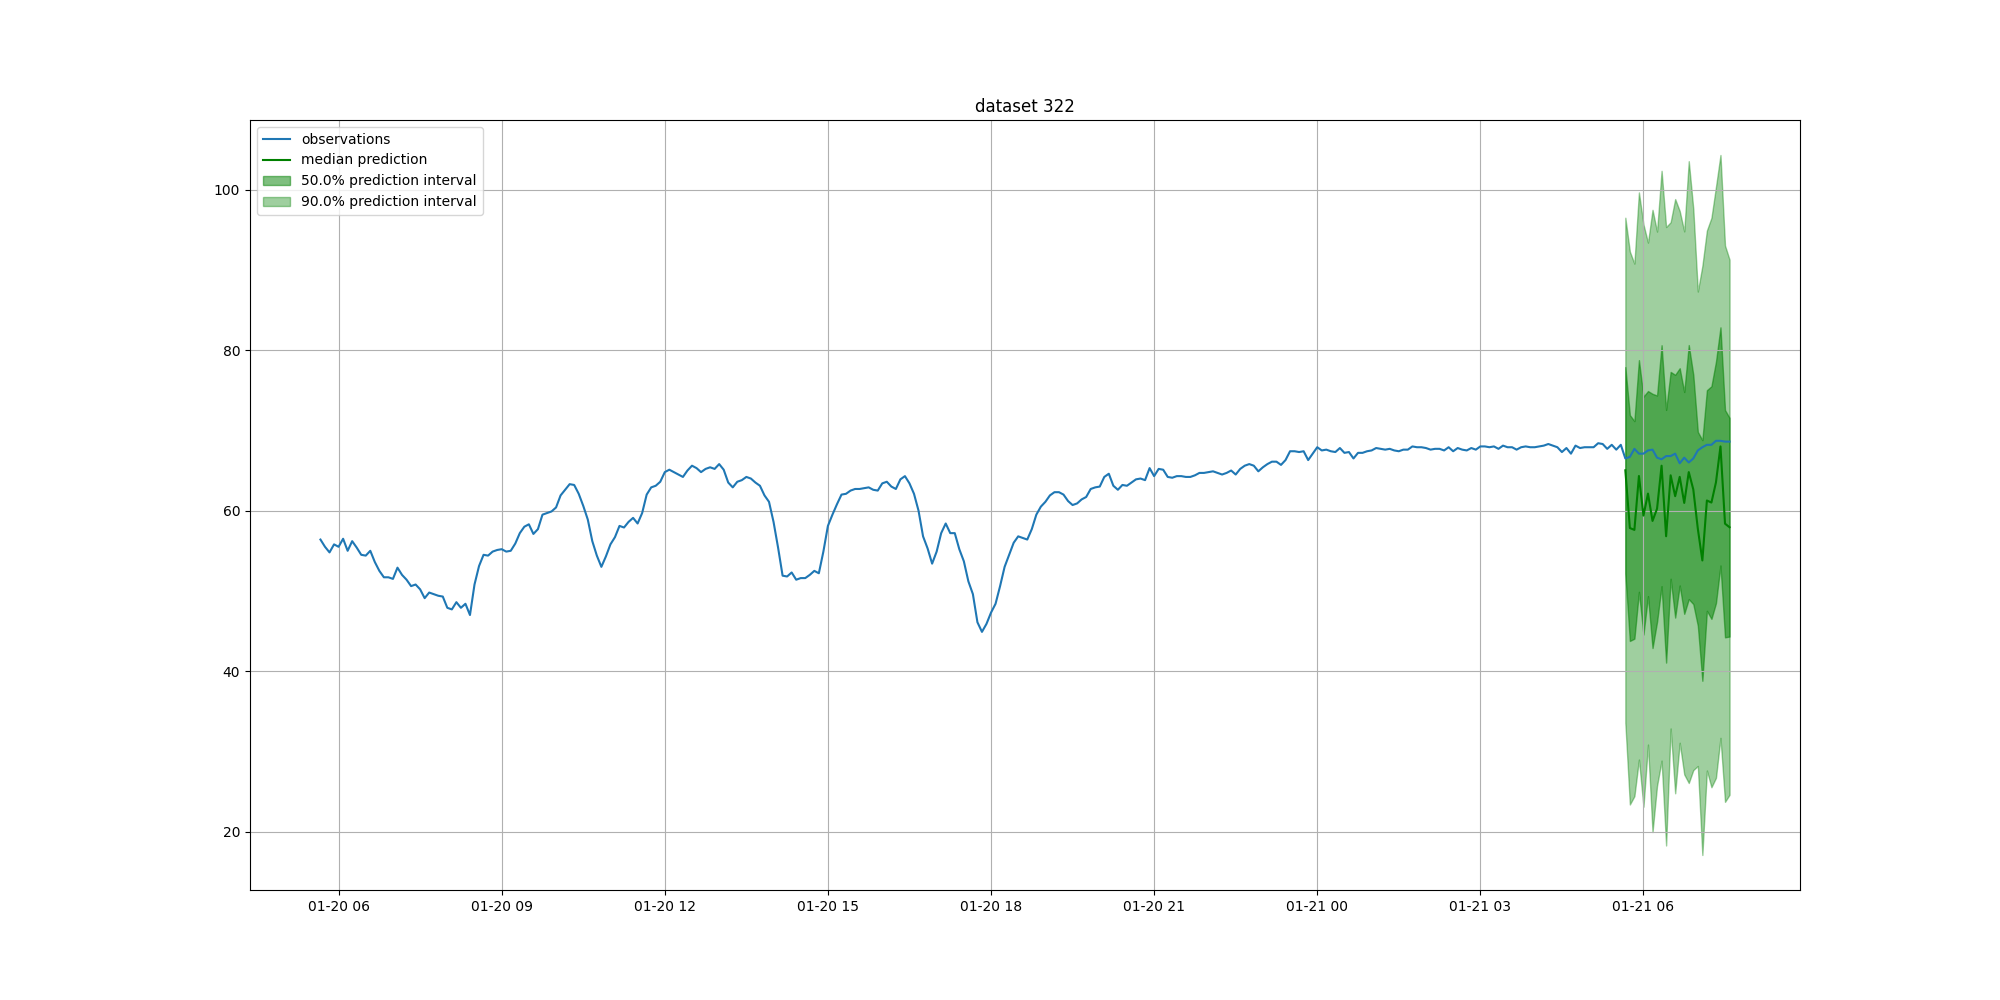 dataset 322
observations
median prediction
50.0% prediction interval
90.0% prediction interval
100
80
60
40
20
01-20 06 01-20 09 01-20 12 01-20 15 01-20 18 01-20 21 01-21 00 01-21 03 01-21 06